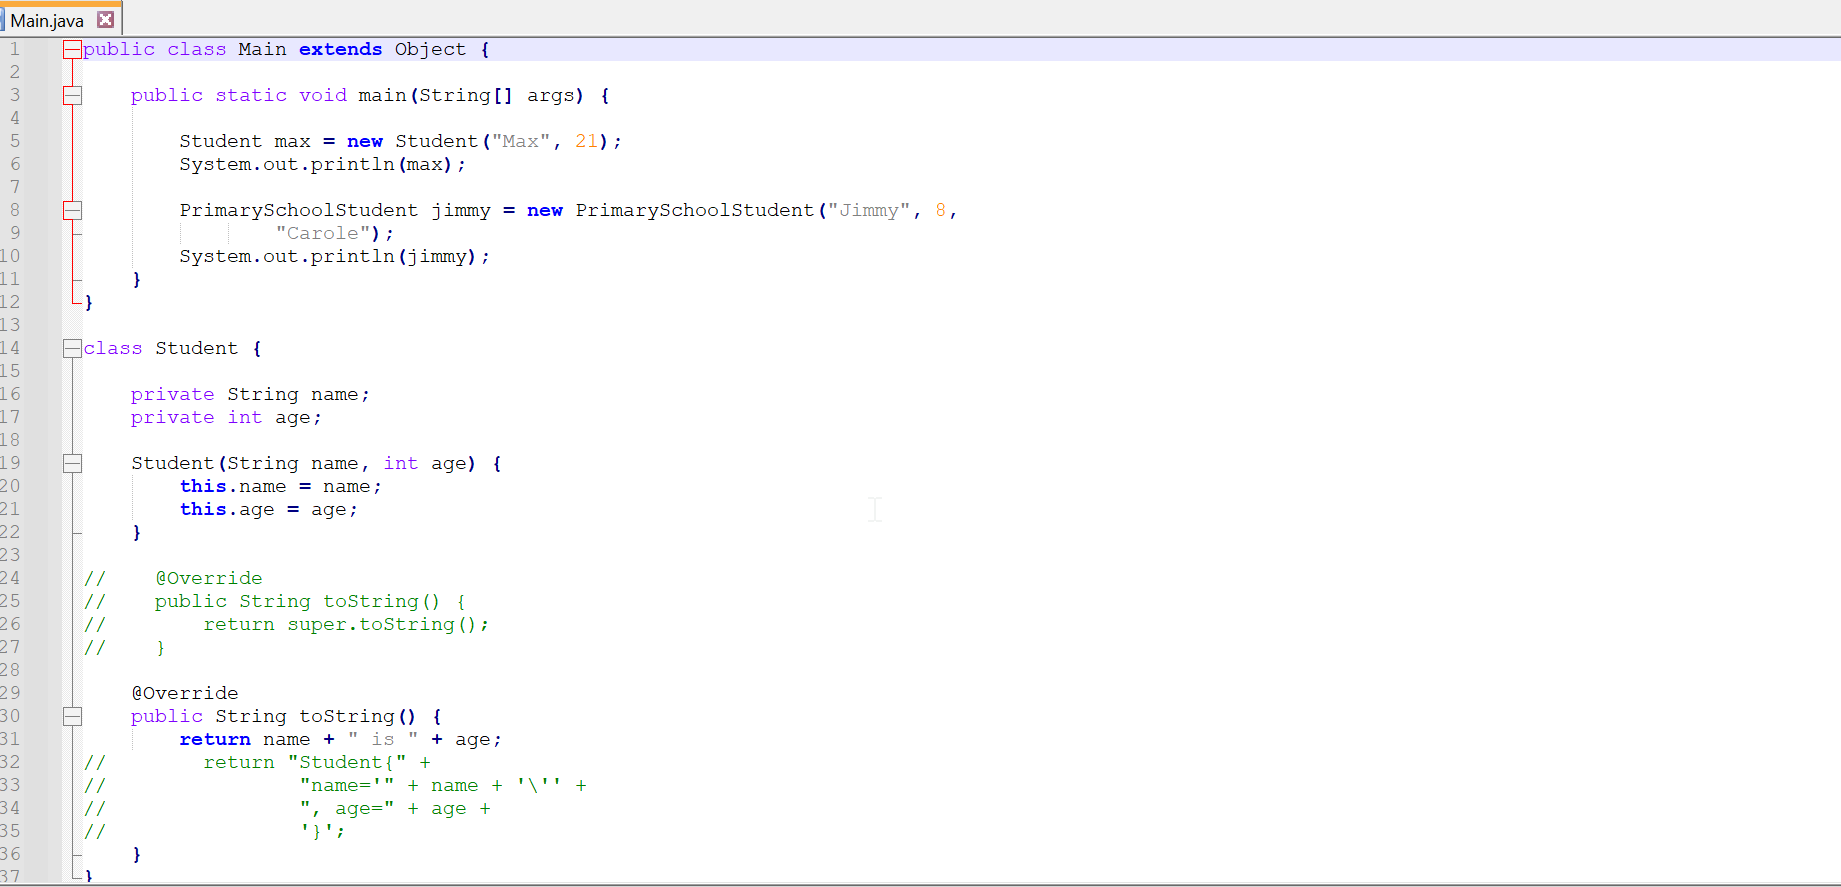 Main.java
1 public class Main extends Object {
2
3     public static void main(String[] args) {
4
5         Student max = new Student("Max", 21);
6         System.out.println(max);
7
8         PrimarySchoolStudent jimmy = new PrimarySchoolStudent("Jimmy", 8,
9                 "Carole");
10         System.out.println(jimmy);
11     }
12 }
13
14 class Student {
15
16     private String name;
17     private int age;
18
19     Student(String name, int age) {
20         this.name = name;
21         this.age = age;
22     }
23
24 //    @Override
25 //    public String toString() {
26 //        return super.toString();
27 //    }
28
29     @Override
30     public String toString() {
31         return name + " is " + age;
32 //        return "Student{" +
33 //                "name='" + name + '\'' +
34 //                ", age=" + age +
35 //                '}';
36     }
37 }